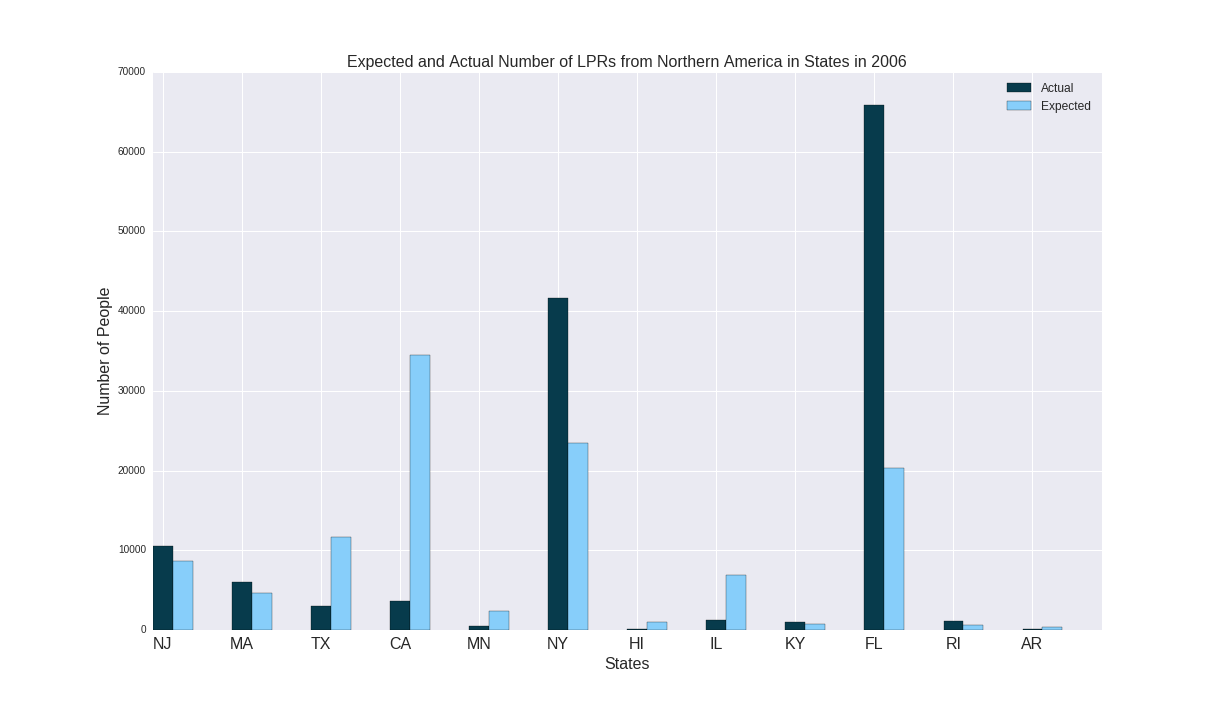 Expected and Actual Number of LPRs from Northern America in States in 2006
70000
60000
50000
40000
30000
20000
10000
0
Number of People
Actual
Expected
NJ MA TX CA MN NY HI IL KY FL RI AR
States